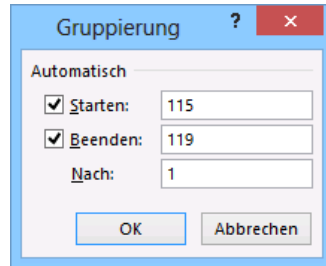 Gruppierung ? ×
Automatisch
Starten: 115
Beenden: 119
Nach: 1
OK Abbrechen